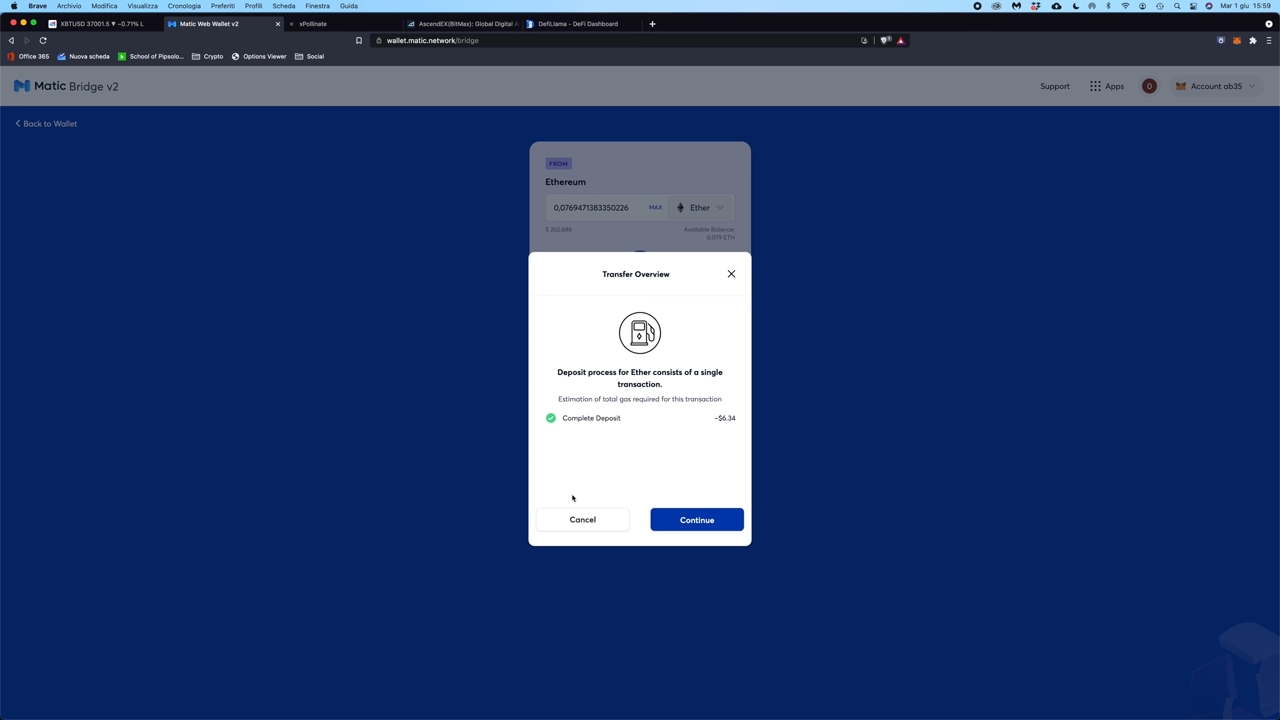 Brave Archivio Modifica Visualizza Cronologia Preferiti Profili Scheda Finestra Guida Mar 1 giu 15:59
XBTUSD 37001.5 ▼ −0.71% L Matic Web Wallet v2 xPollinate AscendEX(BitMax): Global Digital A DefiLlama - DeFi Dashboard
wallet.matic.network/bridge
Office 365 Nuova scheda School of Pipsolo... Crypto Options Viewer Social
Matic Bridge v2 Support Apps 0 Account ab35
Back to Wallet
FROM
Ethereum
0,0769471383350226 MAX Ether
$ 202.686 Available Balance:
0,079 ETH
Transfer Overview
Deposit process for Ether consists of a single
transaction.
Estimation of total gas required for this transaction
Complete Deposit ~$6.34
Cancel Continue